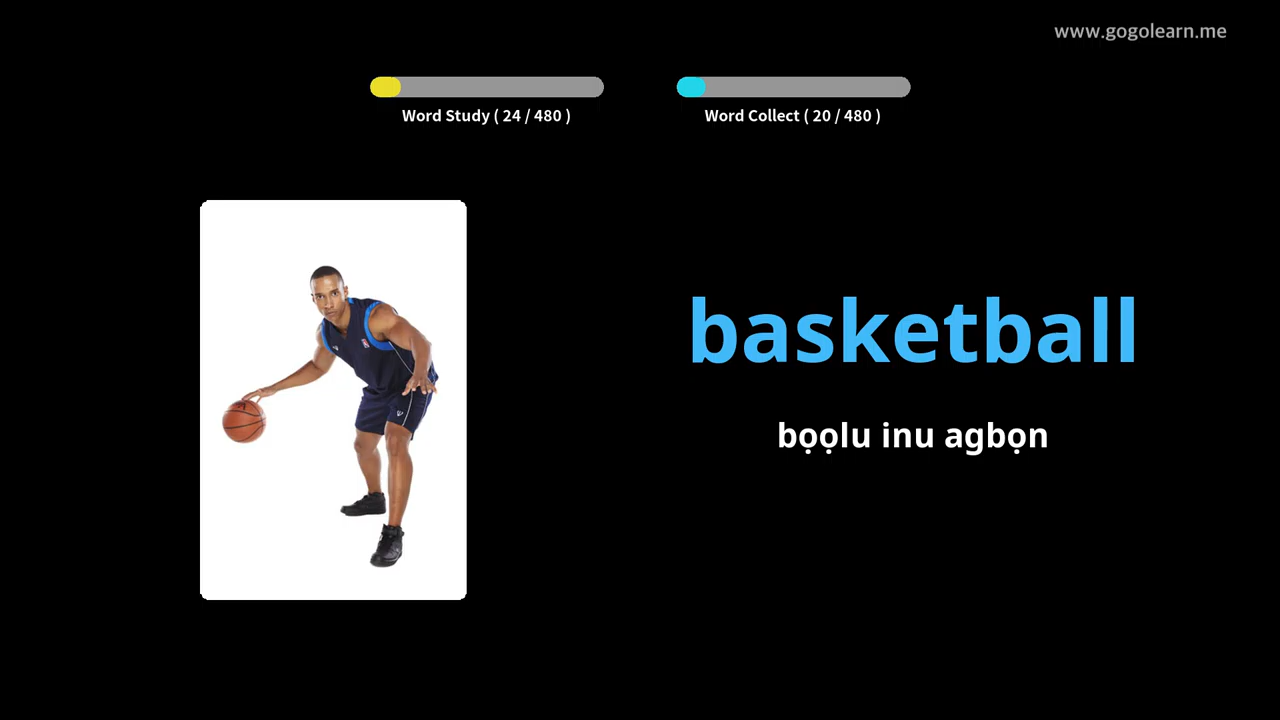 www.gogolearn.me
Word Study ( 24 / 480 )
Word Collect ( 20 / 480 )
basketball
bọọlu inu agbọn